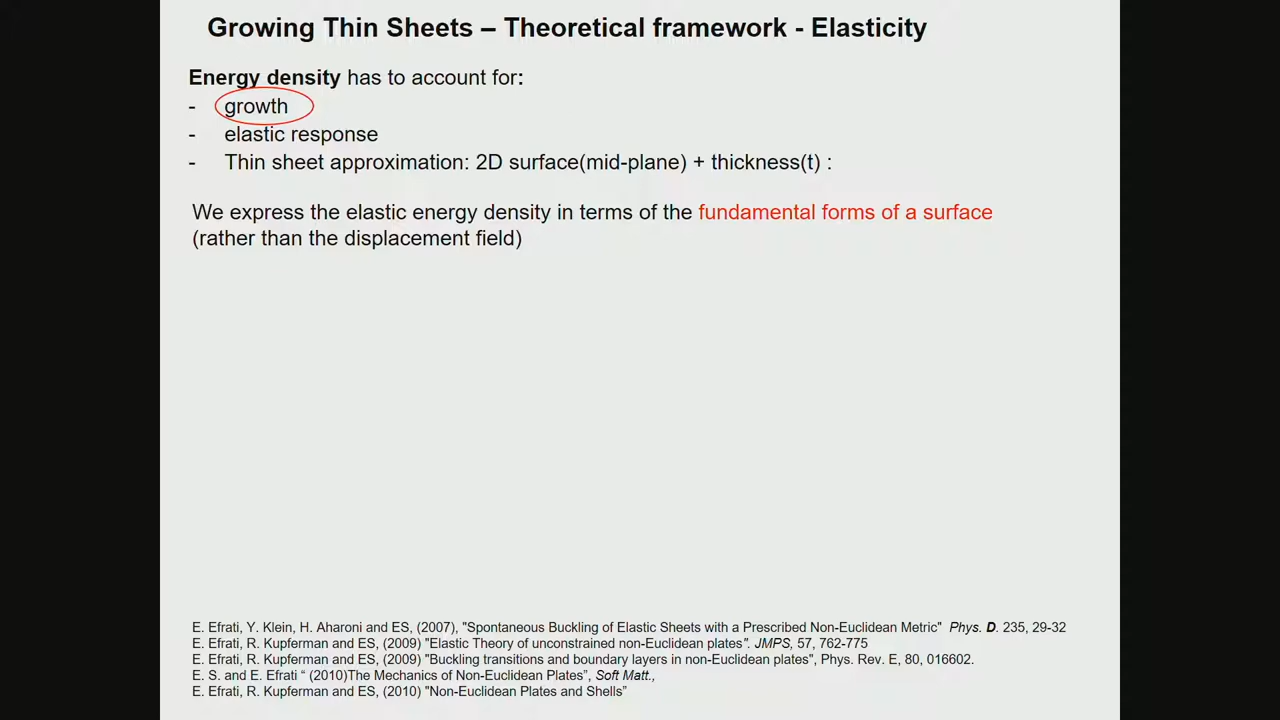 Growing Thin Sheets – Theoretical framework - Elasticity
Energy density has to account for:
- growth
- elastic response
- Thin sheet approximation: 2D surface(mid-plane) + thickness(t) :
We express the elastic energy density in terms of the fundamental forms of a surface
(rather than the displacement field)
E. Efrati, Y. Klein, H. Aharoni and ES, (2007), "Spontaneous Buckling of Elastic Sheets with a Prescribed Non-Euclidean Metric" Phys. D. 235, 29-32
E. Efrati, R. Kupferman and ES, (2009) "Elastic Theory of unconstrained non-Euclidean plates". JMPS, 57, 762-775
E. Efrati, R. Kupferman and ES, (2009) "Buckling transitions and boundary layers in non-Euclidean plates", Phys. Rev. E, 80, 016602.
E. S. and E. Efrati “ (2010)The Mechanics of Non-Euclidean Plates”, Soft Matt.,
E. Efrati, R. Kupferman and ES, (2010) "Non-Euclidean Plates and Shells”